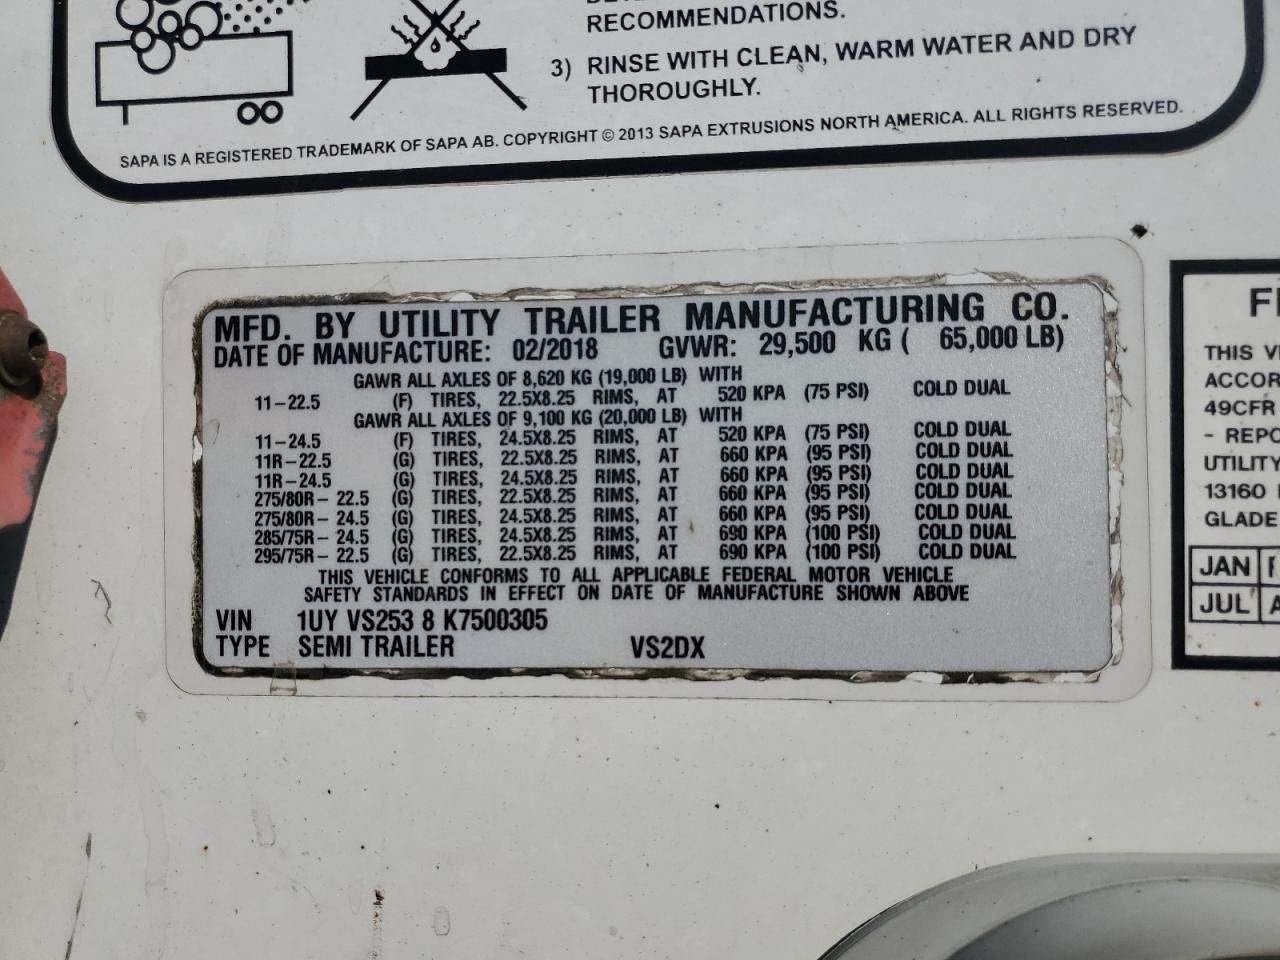 RECOMMENDATIONS.
3) RINSE WITH CLEAN, WARM WATER AND DRY
THOROUGHLY.
SAPA IS A REGISTERED TRADEMARK OF SAPA AB. COPYRIGHT © 2013 SAPA EXTRUSIONS NORTH AMERICA. ALL RIGHTS RESERVED.
MFD. BY UTILITY TRAILER MANUFACTURING CO.
DATE OF MANUFACTURE: 02/2018 GVWR: 29,500 KG ( 65,000 LB)
GAWR ALL AXLES OF 8,620 KG (19,000 LB) WITH
11-22.5 (F) TIRES, 22.5X8.25 RIMS, AT 520 KPA (75 PSI) COLD DUAL
GAWR ALL AXLES OF 9,100 KG (20,000 LB) WITH
11-24.5 (F) TIRES, 24.5X8.25 RIMS, AT 520 KPA (75 PSI) COLD DUAL
11R-22.5 (G) TIRES, 22.5X8.25 RIMS, AT 660 KPA (95 PSI) COLD DUAL
11R-24.5 (G) TIRES, 24.5X8.25 RIMS, AT 660 KPA (95 PSI) COLD DUAL
275/80R- 22.5 (G) TIRES, 22.5X8.25 RIMS, AT 660 KPA (95 PSI) COLD DUAL
275/80R- 24.5 (G) TIRES, 24.5X8.25 RIMS, AT 660 KPA (95 PSI) COLD DUAL
285/75R- 24.5 (G) TIRES, 24.5X8.25 RIMS, AT 690 KPA (100 PSI) COLD DUAL
295/75R- 22.5 (G) TIRES, 22.5X8.25 RIMS, AT 690 KPA (100 PSI) COLD DUAL
THIS VEHICLE CONFORMS TO ALL APPLICABLE FEDERAL MOTOR VEHICLE
SAFETY STANDARDS IN EFFECT ON DATE OF MANUFACTURE SHOWN ABOVE
VIN 1UY VS253 8 K7500305
TYPE SEMI TRAILER VS2DX
THIS
49CFR
UTILITY
13160
JAN
JUL